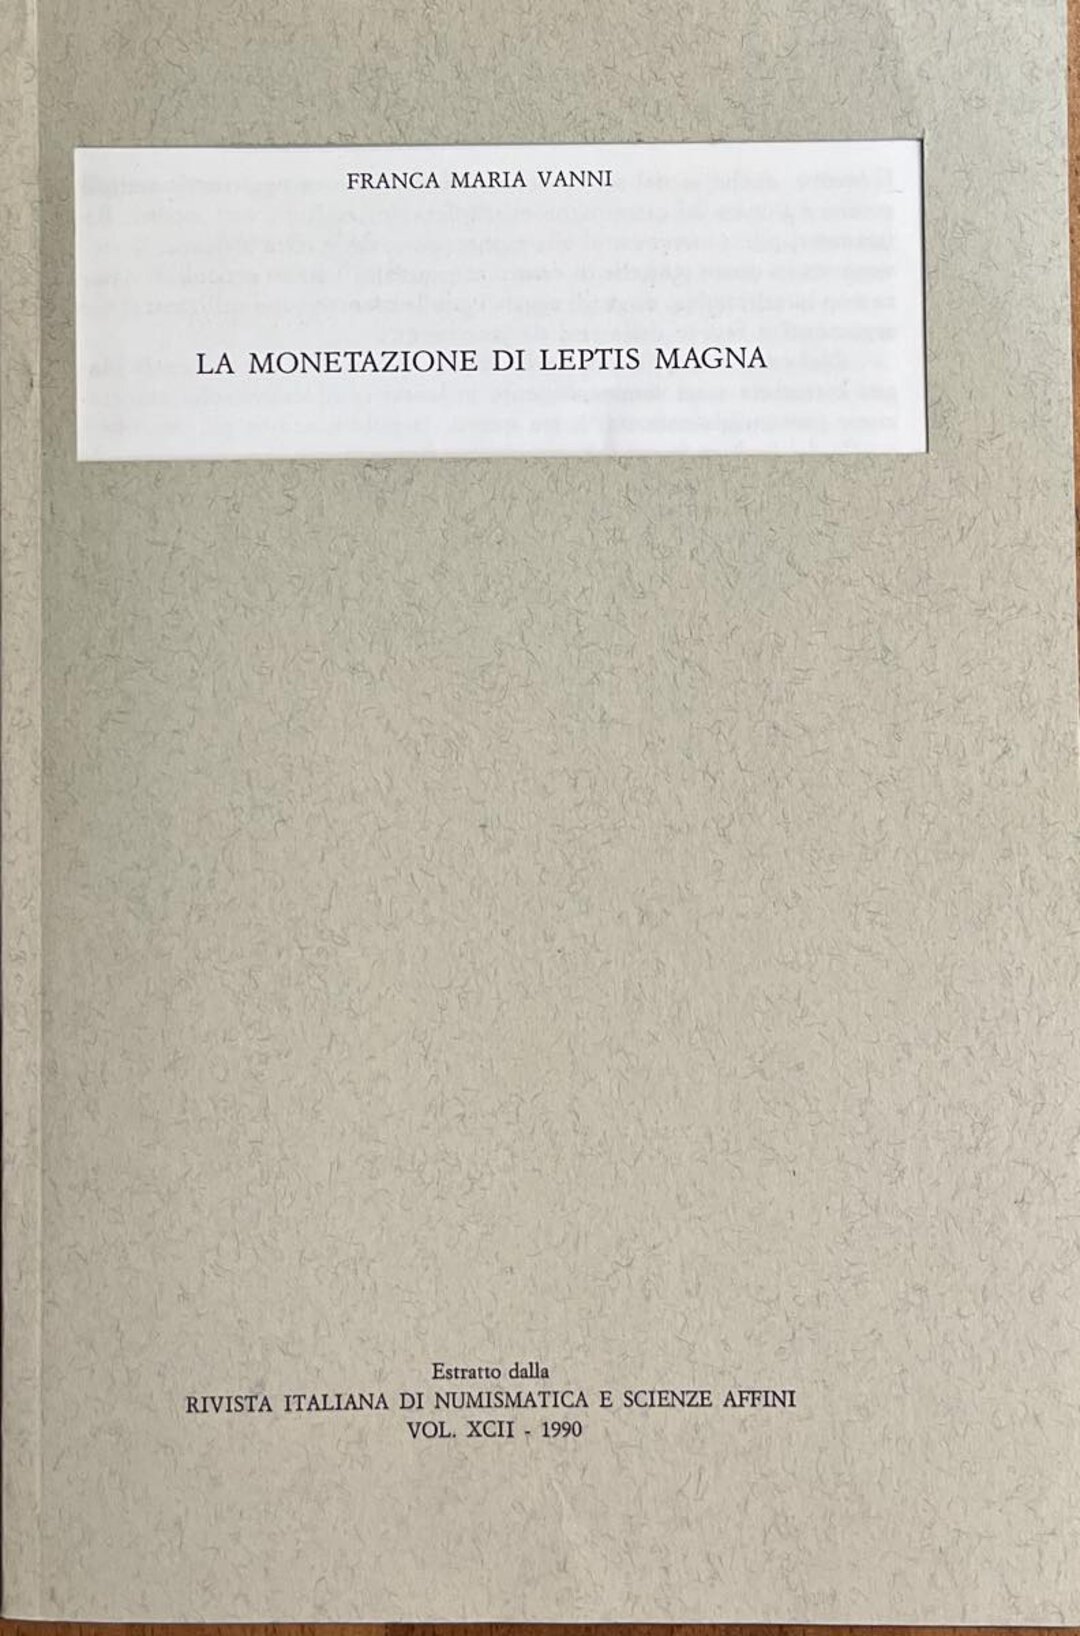 FRANCA MARIA VANNI
LA MONETAZIONE DI LEPTIS MAGNA
Estratto dalla
RIVISTA ITALIANA DI NUMISMATICA E SCIENZE AFFINI
VOL. XCII - 1990